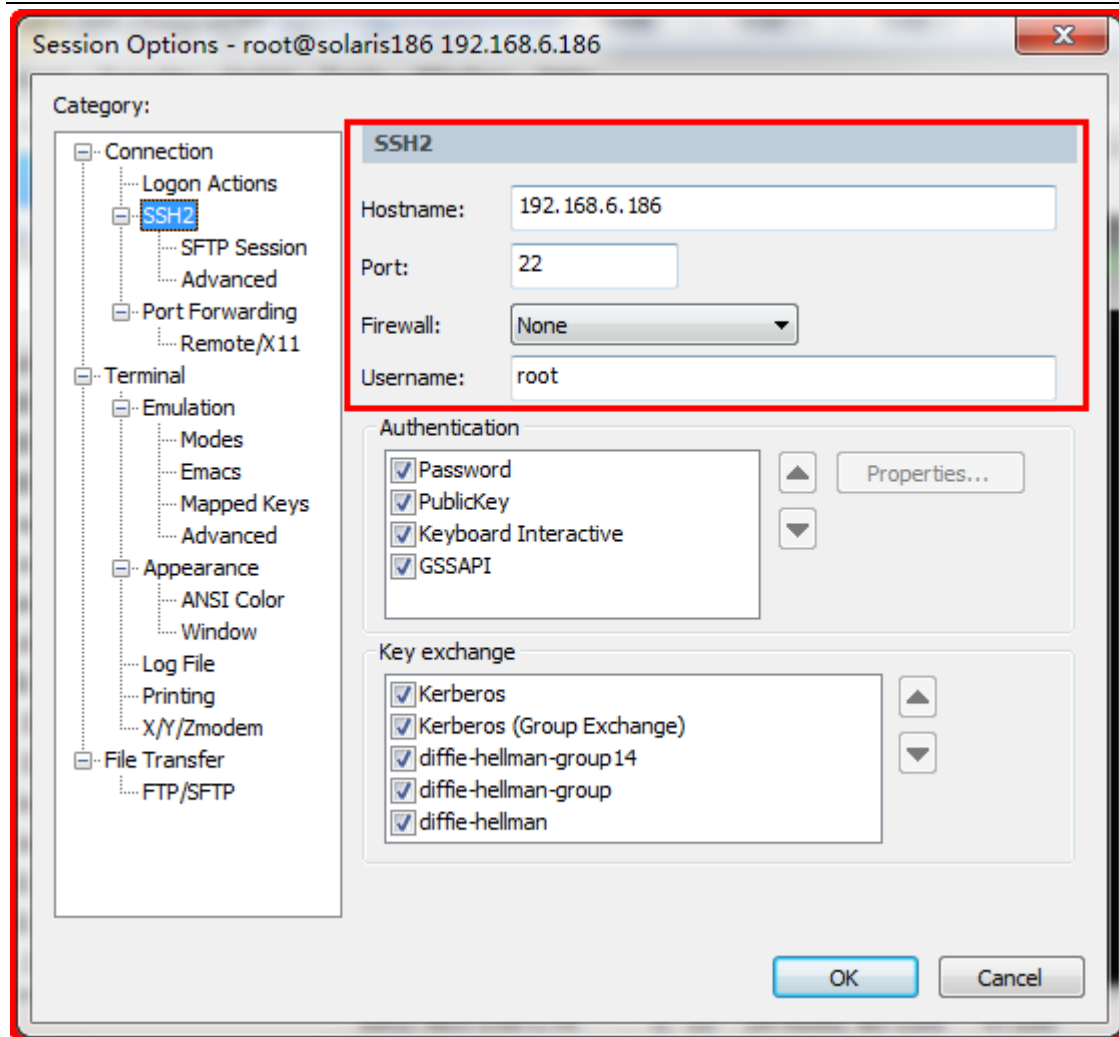 Session Options - root@solaris186 192.168.6.186
Category:
Connection
Logon Actions
SSH2
SFTP Session
Advanced
Port Forwarding
Remote/X11
Terminal
Emulation
Modes
Emacs
Mapped Keys
Advanced
Appearance
ANSI Color
Window
Log File
Printing
X/Y/Zmodem
File Transfer
FTP/SFTP
SSH2
Hostname: 192.168.6.186
Port: 22
Firewall: None
Username: root
Authentication
Password
PublicKey
Keyboard Interactive
GSSAPI
Properties...
Key exchange
Kerberos
Kerberos (Group Exchange)
diffie-hellman-group14
diffie-hellman-group
diffie-hellman
OK Cancel